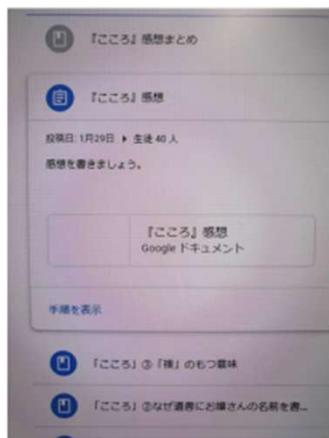 『こころ』感想まとめ
『こころ』感想
投稿日: 1月29日 ▸ 生徒 40 人
感想を書きましょう。
『こころ』感想
Google ドキュメント
手順を表示
「こころ」③「襖」のもつ意味
「こころ」②なぜ遺書にお嬢さんの名前を書...